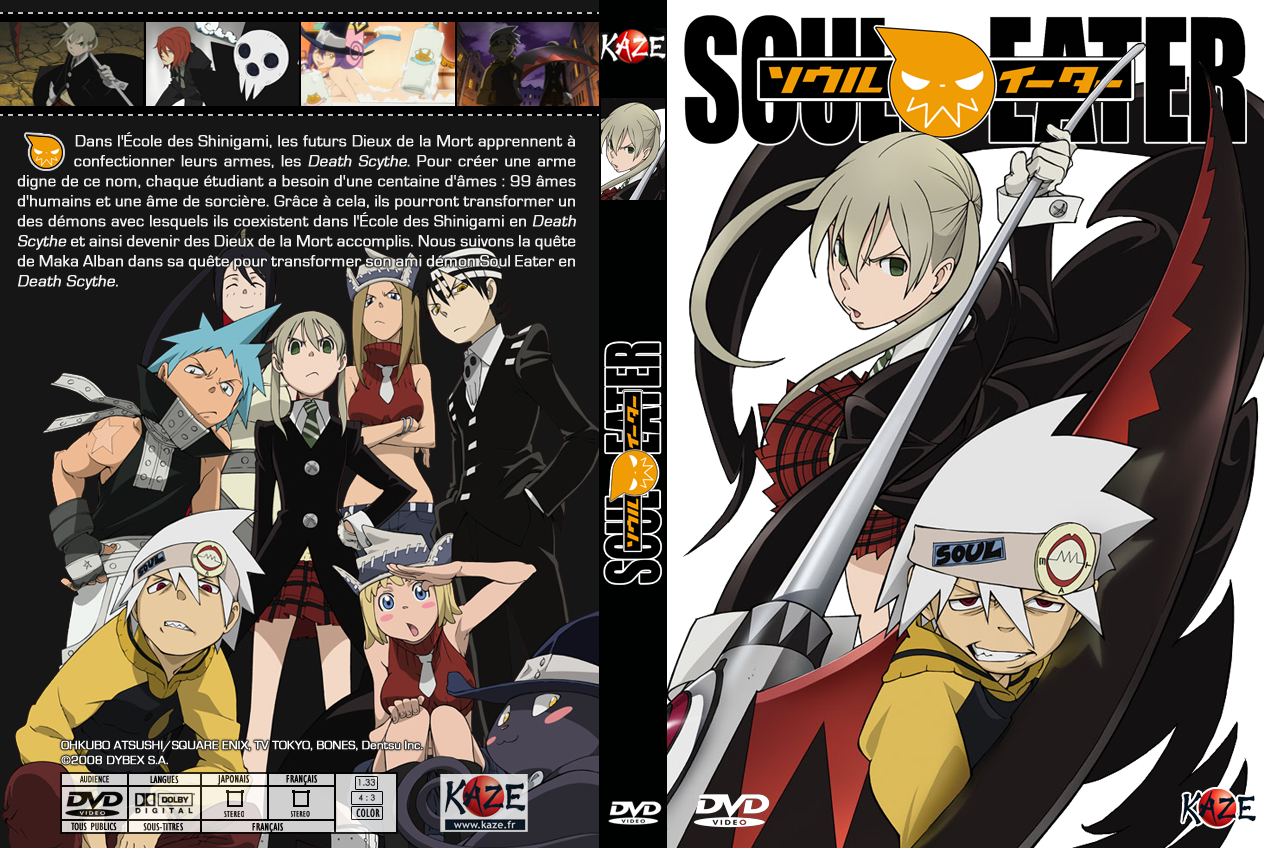 Dans l'École des Shinigami, les futurs Dieux de la Mort apprennent à
confectionner leurs armes, les Death Scythe. Pour créer une arme
digne de ce nom, chaque étudiant a besoin d'une centaine d'âmes : 99 âmes
d'humains et une âme de sorcière. Grâce à cela, ils pourront transformer un
des démons avec lesquels ils coexistent dans l'École des Shinigami en Death
Scythe et ainsi devenir des Dieux de la Mort accomplis. Nous suivons la quête
de Maka Alban dans sa quête pour transformer son ami démon Soul Eater en
Death Scythe.
SOUL
OHKUBO ATSUSHI/SQUARE ENIX, TV TOKYO, BONES, Dentsu Inc.
©2008 DYBEX S.A.
AUDIENCE LANGUES JAPONAIS FRANÇAIS
DVD VIDEO DOLBY DIGITAL STEREO STEREO
TOUS PUBLICS SOUS-TITRES FRANÇAIS
1.33
4 : 3
COLOR
KAZE
www.kaze.fr
KAZE
SOUL EATER
ソウルイーター
DVD
VIDEO
SOUL EATER
ソウル イーター
SOUL
DVD
VIDEO
KAZE